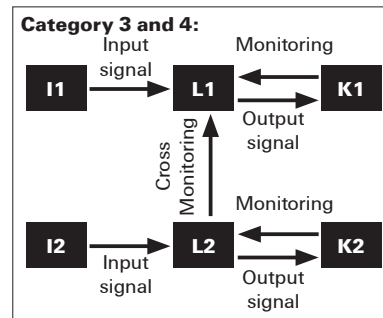 Category 3 and 4:
Input
signal
Monitoring
I1
L1
K1
Output
signal
Cross
Monitoring
Monitoring
I2
L2
K2
Input
signal
Output
signal